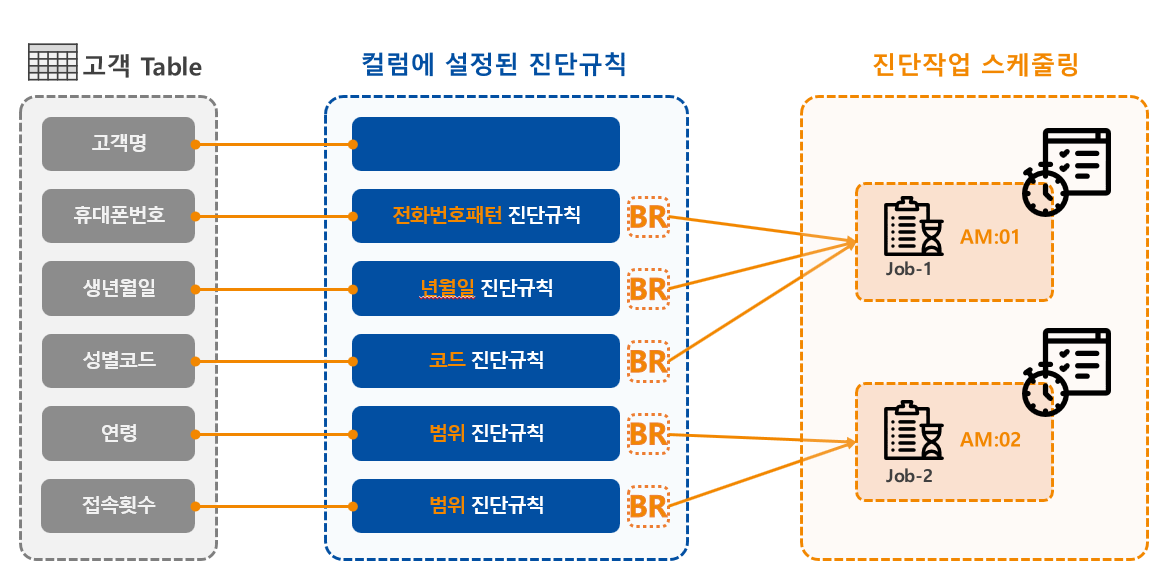 고객 Table
컬럼에 설정된 진단규칙
진단작업 스케줄링
고객명
휴대폰번호
전화번호패턴 진단규칙
BR
생년월일
년월일 진단규칙
BR
성별코드
코드 진단규칙
BR
연령
범위 진단규칙
BR
접속횟수
범위 진단규칙
BR
AM:01
Job-1
AM:02
Job-2